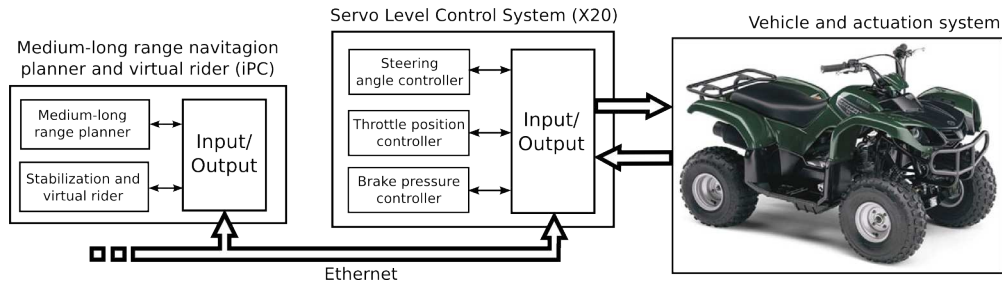 Medium-long range navitagion
planner and virtual rider (iPC)
Medium-long
range planner
Stabilization and
virtual rider
Input/
Output
Servo Level Control System (X20)
Steering
angle controller
Throttle position
controller
Brake pressure
controller
Input/
Output
Vehicle and actuation system
Ethernet